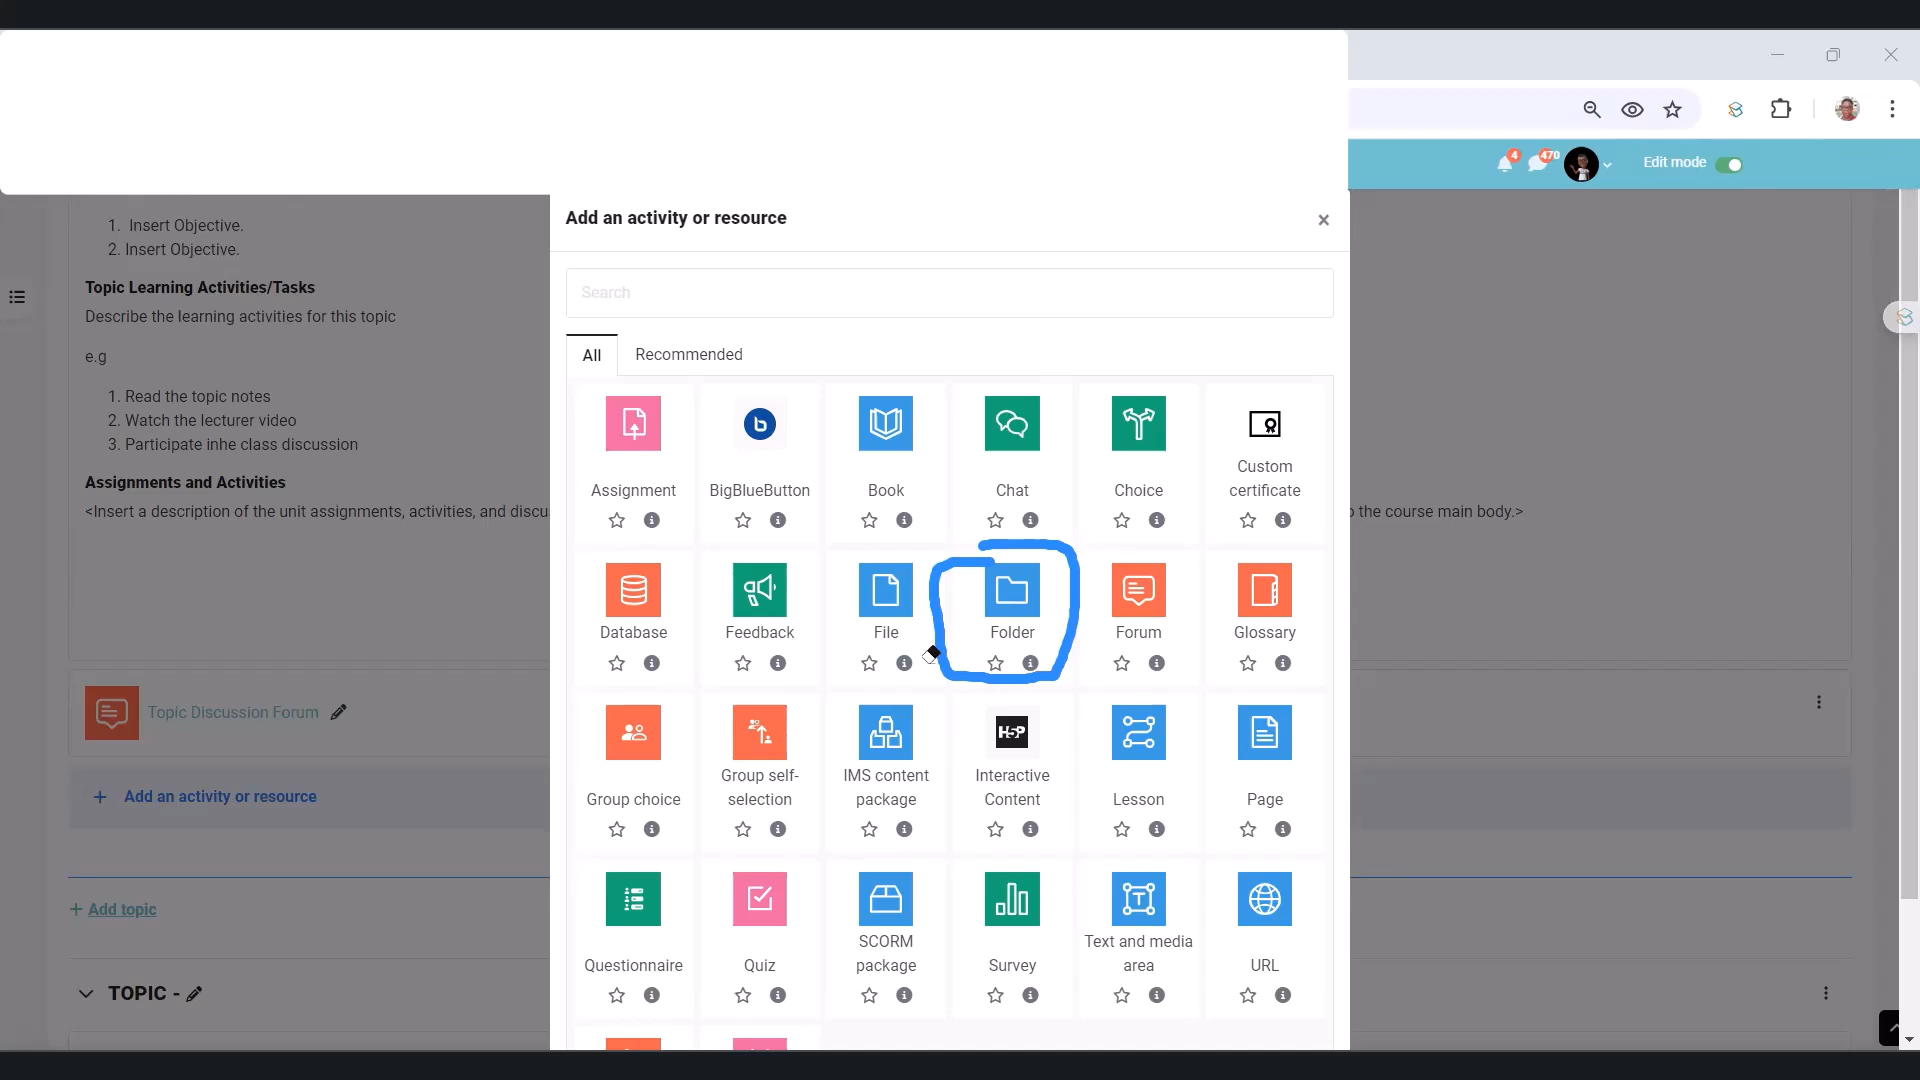 4
470
Edit mode
1. Insert Objective.
2. Insert Objective.
Topic Learning Activities/Tasks
Describe the learning activities for this topic
e.g
1. Read the topic notes
2. Watch the lecturer video
3. Participate inhe class discussion
Assignments and Activities
<Insert a description of the unit assignments, activities, and discu
o the course main body.>
Topic Discussion Forum
+ Add an activity or resource
+ Add topic
TOPIC -
Add an activity or resource
×
Search
All
Recommended
b
Assignment
BigBlueButton
Book
Chat
Choice
Custom
certificate
Database
Feedback
File
Folder
Forum
Glossary
H5P
Group choice
Group self-
selection
IMS content
package
Interactive
Content
Lesson
Page
T
Questionnaire
Quiz
SCORM
package
Survey
Text and media
area
URL